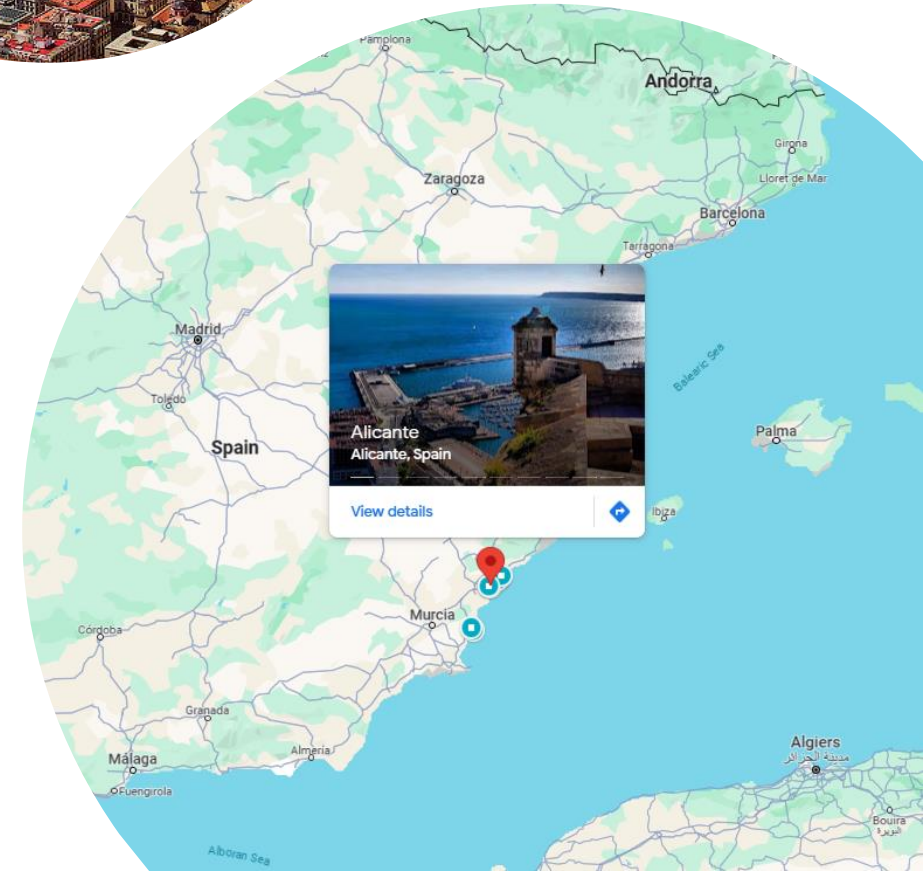 Pamplona
Andorra
Girona
Zaragoza
Lloret de Mar
Barcelona
Tarragona
Madrid
Balearic Sea
Toledo
Palma
Alicante
Spain
Alicante, Spain
View details
Ibiza
Murcia
Córdoba
Granada
Algiers
مدينة الجزائر
Almería
Málaga
Fuengirola
Bouira
البويرة
Alboran Sea